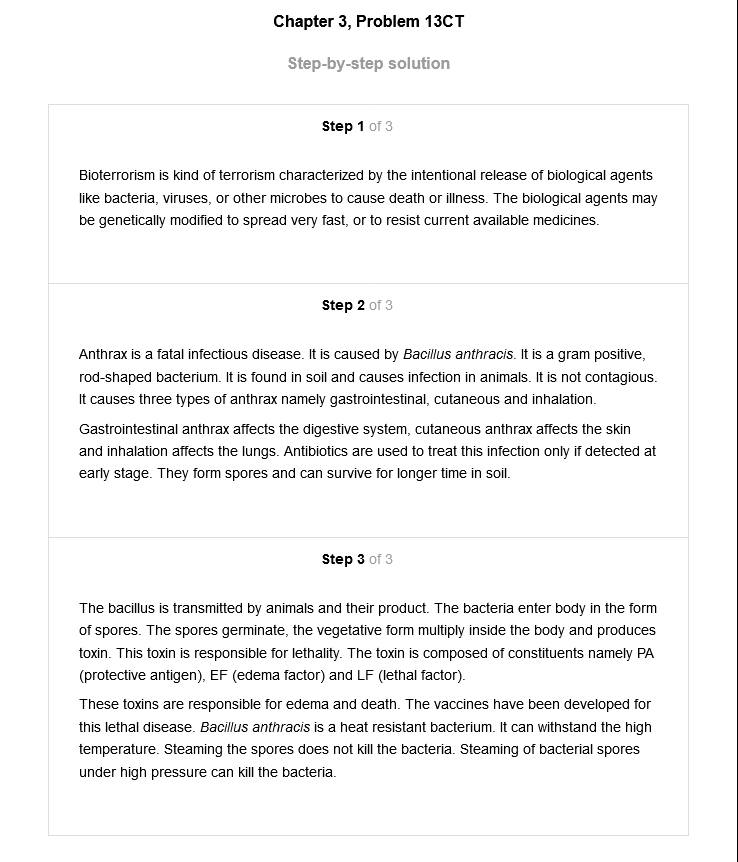 Chapter 3, Problem 13CT
Step-by-step solution
Step 1 of 3
Bioterrorism is kind of terrorism characterized by the intentional release of biological agents
like bacteria, viruses, or other microbes to cause death or illness. The biological agents may
be genetically modified to spread very fast, or to resist current available medicines.
Step 2 of 3
Anthrax is a fatal infectious disease. It is caused by Bacillus anthracis. It is a gram positive,
rod-shaped bacterium. It is found in soil and causes infection in animals. It is not contagious.
It causes three types of anthrax namely gastrointestinal, cutaneous and inhalation.
Gastrointestinal anthrax affects the digestive system, cutaneous anthrax affects the skin
and inhalation affects the lungs. Antibiotics are used to treat this infection only if detected at
early stage. They form spores and can survive for longer time in soil.
Step 3 of 3
The bacillus is transmitted by animals and their product. The bacteria enter body in the form
of spores. The spores germinate, the vegetative form multiply inside the body and produces
toxin. This toxin is responsible for lethality. The toxin is composed of constituents namely PA
(protective antigen), EF (edema factor) and LF (lethal factor).
These toxins are responsible for edema and death. The vaccines have been developed for
this lethal disease. Bacillus anthracis is a heat resistant bacterium. It can withstand the high
temperature. Steaming the spores does not kill the bacteria. Steaming of bacterial spores
under high pressure can kill the bacteria.